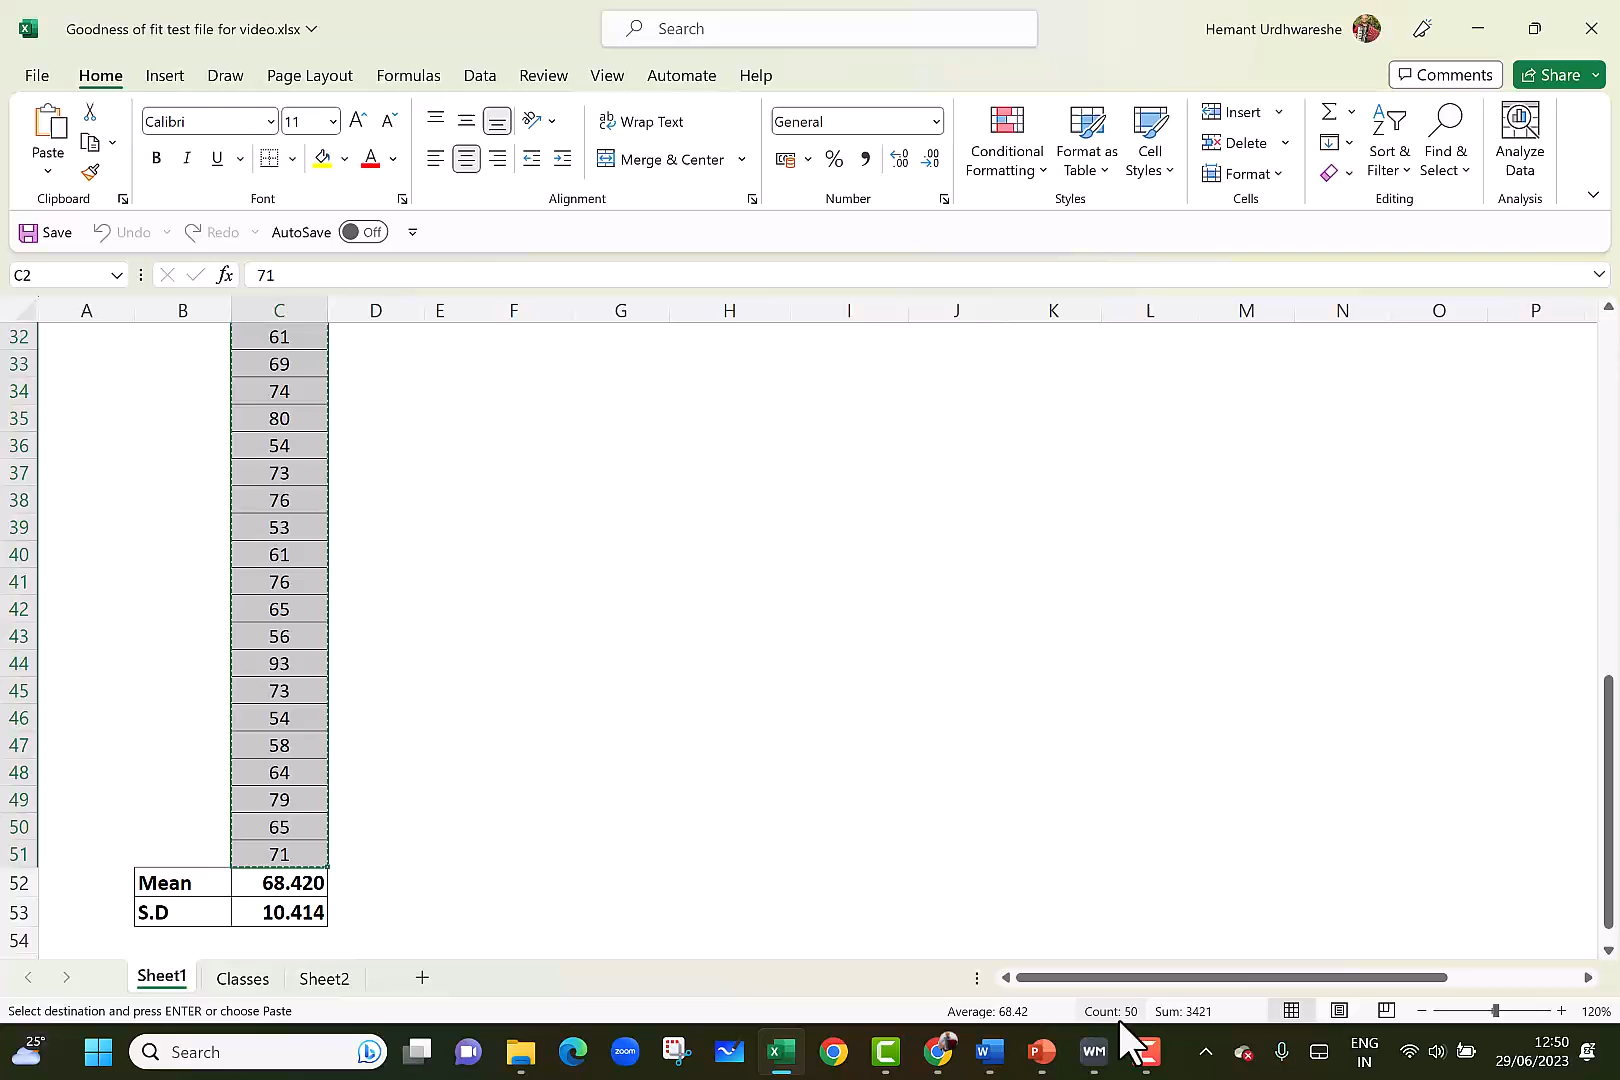 Goodness of fit test file for video.xlsx
Search
Hemant Urdhwareshe
File Home Insert Draw Page Layout Formulas Data Review View Automate Help
Comments Share
Paste
Clipboard
Calibri 11
B I U A
Font
Wrap Text
Merge & Center
Alignment
General
% .00
Number
Conditional Formatting
Format as Table
Cell Styles
Styles
Insert
Delete
Format
Cells
Sort & Filter
Find & Select
Editing
Analyze Data
Analysis
Save Undo Redo AutoSave Off
C2 fx 71
A B C D E F G H I J K L M N O P
32 61
33 69
34 74
35 80
36 54
37 73
38 76
39 53
40 61
41 76
42 65
43 56
44 93
45 73
46 54
47 58
48 64
49 79
50 65
51 71
52 Mean 68.420
53 S.D 10.414
54
Sheet1 Classes Sheet2
Select destination and press ENTER or choose Paste
Average: 68.42 Count: 50 Sum: 3421
120%
25°
Search
zoom
WM
ENG
IN
12:50
29/06/2023